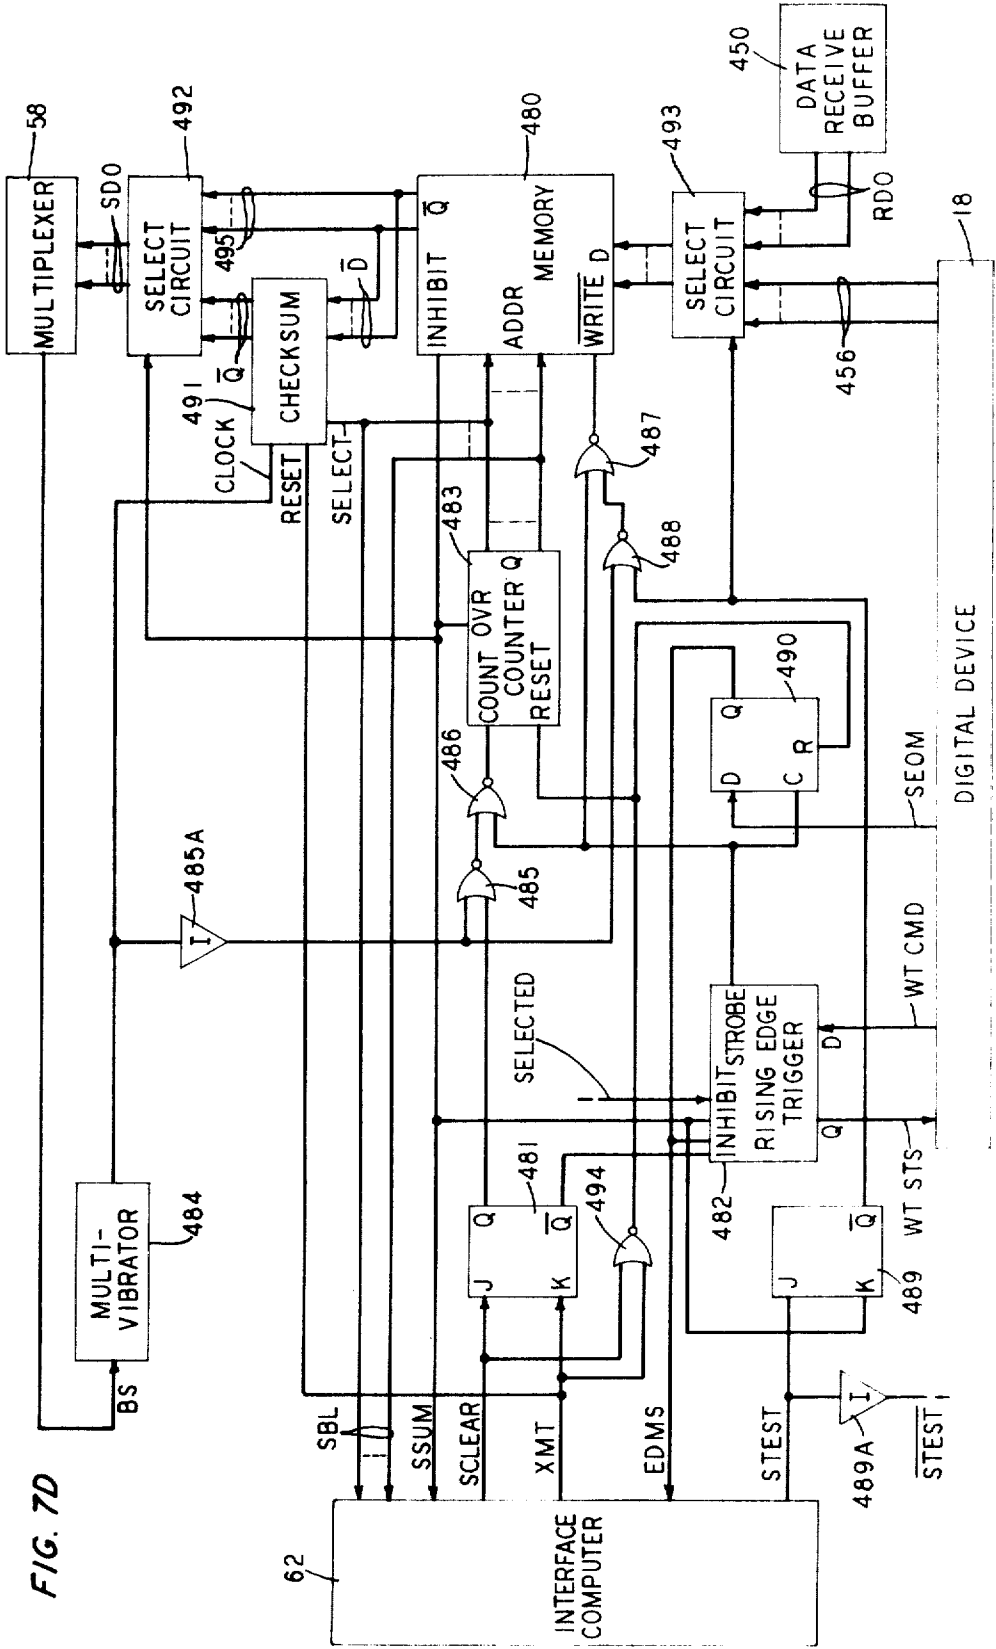 FIG. 7D
58
MULTIPLEXER
SDO
492
SELECT
CIRCUIT
495
485A
I
MULTI-
VIBRATOR
484
BS
491
CLOCK
RESET
SELECT
CHECKSUM
Q̅
D̅
480
INHIBIT
Q̅
ADDR
MEMORY
WRITE̅
D
483
COUNT OVR
COUNTER Q
RESET
486
485
487
488
493
SELECT
CIRCUIT
450
DATA
RECEIVE
BUFFER
RDO
456
18
DIGITAL DEVICE
490
D
Q
C
R
SEOM
WT CMD
SELECTED
INHIBIT
STROBE
RISING EDGE
TRIGGER
D
Q
482
WT STS
481
J
Q
K
Q̅
494
J
K
Q̅
489
I
489A
STEST̅
SBL
SSUM
SCLEAR
XMT
EDMS
STEST
62
INTERFACE
COMPUTER